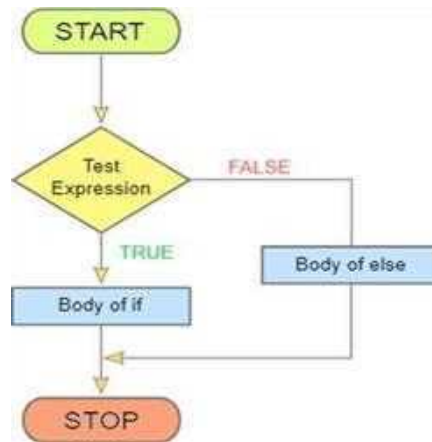 START
Test
Expression
FALSE
TRUE
Body of else
Body of if
STOP